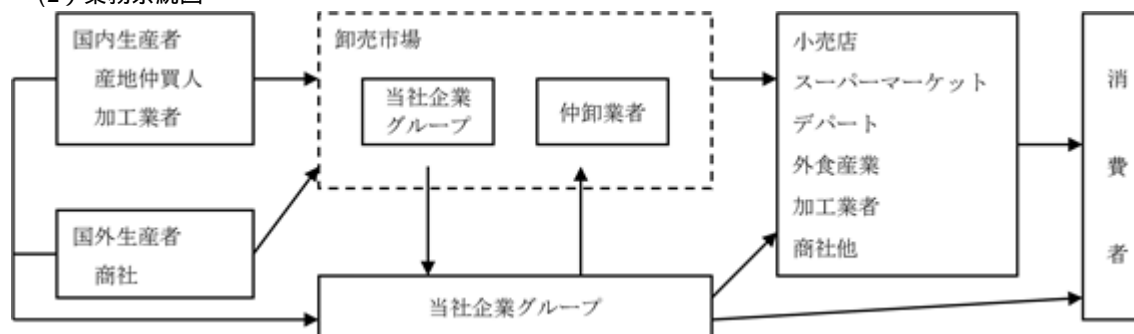 (2) 業務系統図
国内生産者
産地仲買人
加工業者
国外生産者
商社
卸売市場
当社企業
グループ
仲卸業者
当社企業グループ
小売店
スーパーマーケット
デパート
外食産業
加工業者
商社他
消
費
者